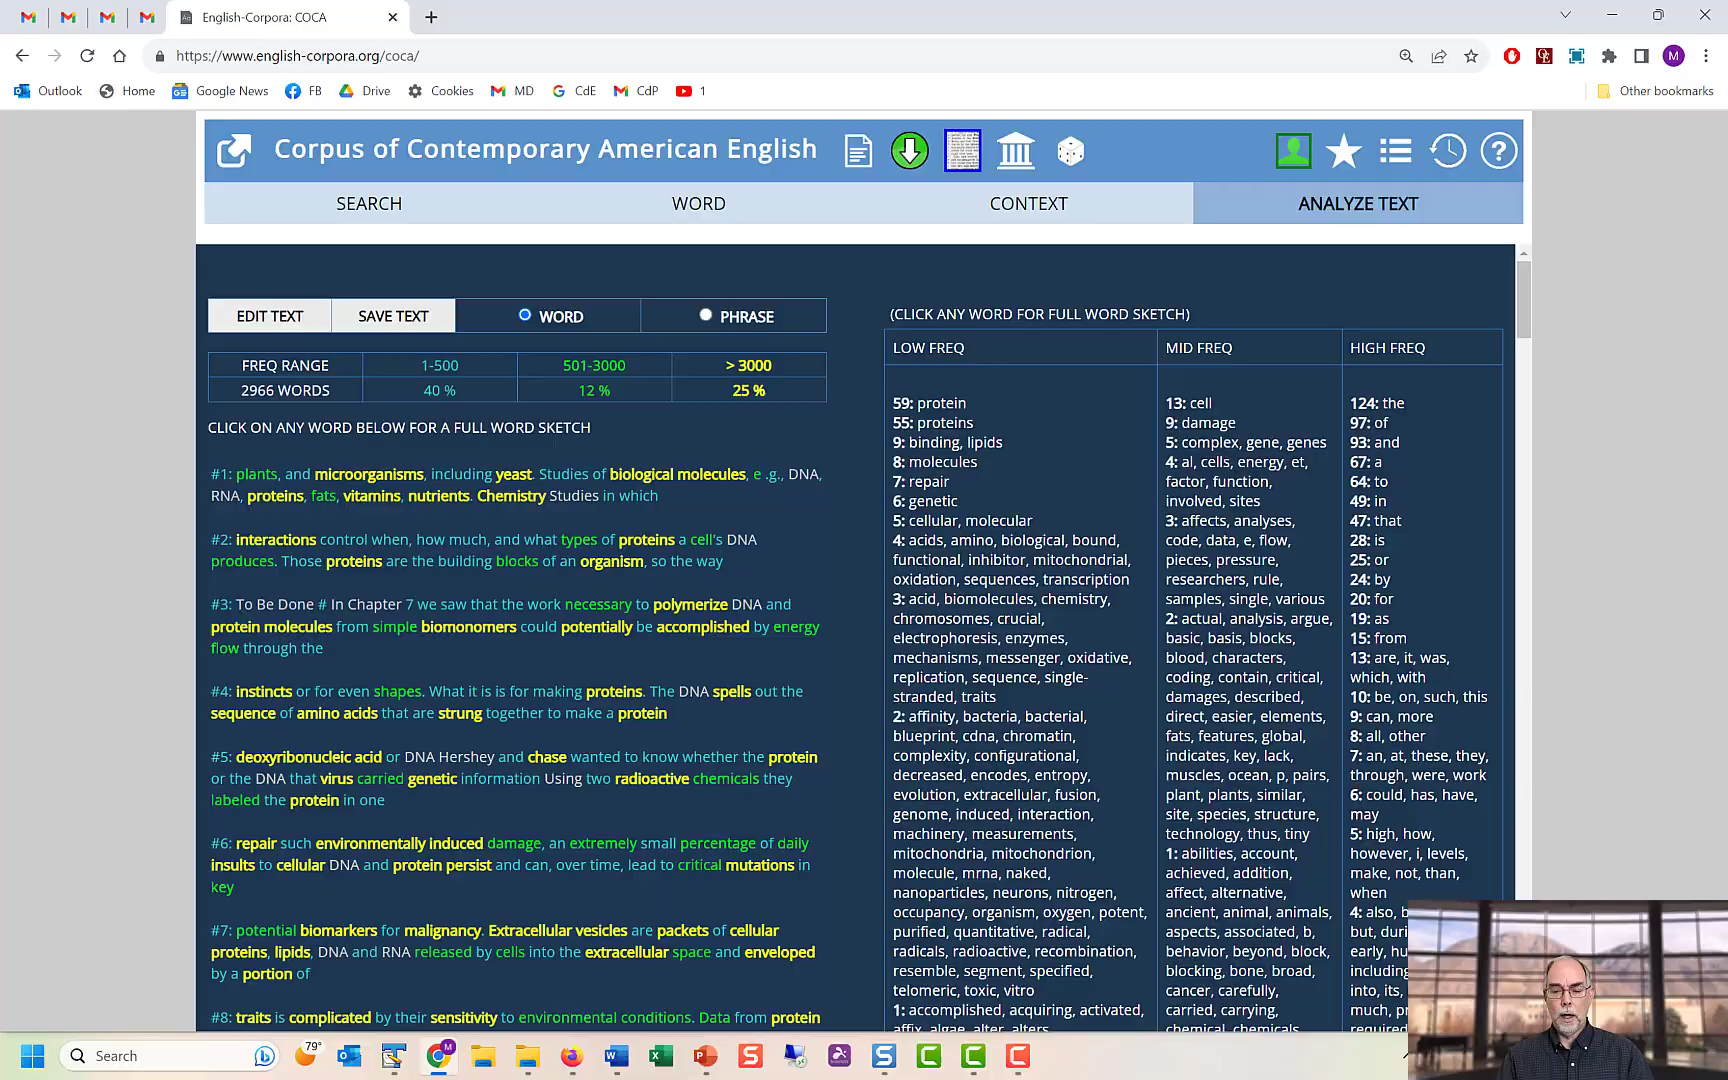 English-Corpora: COCA
https://www.english-corpora.org/coca/
M
Outlook
Home
Google News
FB
Drive
Cookies
MD
CdE
CdP
1
Other bookmarks
Corpus of Contemporary American English
SEARCH
WORD
CONTEXT
ANALYZE TEXT
EDIT TEXT
SAVE TEXT
WORD
PHRASE
FREQ RANGE 1-500 501-3000 > 3000
2966 WORDS 40 % 12 % 25 %
CLICK ON ANY WORD BELOW FOR A FULL WORD SKETCH
#1: plants, and microorganisms, including yeast. Studies of biological molecules, e .g., DNA,
RNA, proteins, fats, vitamins, nutrients. Chemistry Studies in which
#2: interactions control when, how much, and what types of proteins a cell's DNA
produces. Those proteins are the building blocks of an organism, so the way
#3: To Be Done # In Chapter 7 we saw that the work necessary to polymerize DNA and
protein molecules from simple biomonomers could potentially be accomplished by energy
flow through the
#4: instincts or for even shapes. What it is is for making proteins. The DNA spells out the
sequence of amino acids that are strung together to make a protein
#5: deoxyribonucleic acid or DNA Hershey and chase wanted to know whether the protein
or the DNA that virus carried genetic information Using two radioactive chemicals they
labeled the protein in one
#6: repair such environmentally induced damage, an extremely small percentage of daily
insults to cellular DNA and protein persist and can, over time, lead to critical mutations in
key
#7: potential biomarkers for malignancy. Extracellular vesicles are packets of cellular
proteins, lipids, DNA and RNA released by cells into the extracellular space and enveloped
by a portion of
#8: traits is complicated by their sensitivity to environmental conditions. Data from protein
(CLICK ANY WORD FOR FULL WORD SKETCH)
LOW FREQ
59: protein
55: proteins
9: binding, lipids
8: molecules
7: repair
6: genetic
5: cellular, molecular
4: acids, amino, biological, bound,
functional, inhibitor, mitochondrial,
oxidation, sequences, transcription
3: acid, biomolecules, chemistry,
chromosomes, crucial,
electrophoresis, enzymes,
mechanisms, messenger, oxidative,
replication, sequence, single-
stranded, traits
2: affinity, bacteria, bacterial,
blueprint, cdna, chromatin,
complexity, configurational,
decreased, encodes, entropy,
evolution, extracellular, fusion,
genome, induced, interaction,
machinery, measurements,
mitochondria, mitochondrion,
molecule, mrna, naked,
nanoparticles, neurons, nitrogen,
occupancy, organism, oxygen, potent,
purified, quantitative, radical,
radicals, radioactive, recombination,
resemble, segment, specified,
telomeric, toxic, vitro
1: accomplished, acquiring, activated,
affix, algae, alter, alters
MID FREQ
13: cell
9: damage
5: complex, gene, genes
4: al, cells, energy, et,
factor, function,
involved, sites
3: affects, analyses,
code, data, e, flow,
pieces, pressure,
researchers, rule,
samples, single, various
2: actual, analysis, argue,
basic, basis, blocks,
blood, characters,
coding, contain, critical,
damages, described,
direct, easier, elements,
fats, features, global,
indicates, key, lack,
muscles, ocean, p, pairs,
plant, plants, similar,
site, species, structure,
technology, thus, tiny
1: abilities, account,
achieved, addition,
affect, alternative,
ancient, animal, animals,
aspects, associated, b,
behavior, beyond, block,
blocking, bone, broad,
cancer, carefully,
carried, carrying,
chemical, chemicals
HIGH FREQ
124: the
97: of
93: and
67: a
64: to
49: in
47: that
28: is
25: or
24: by
20: for
19: as
15: from
13: are, it, was,
which, with
10: be, on, such, this
9: can, more
8: all, other
7: an, at, these, they,
through, were, work
6: could, has, have,
may
5: high, how,
however, i, levels,
make, not, than,
when
4: also, b
but, duri
early, hu
including
into, its,
much, p
required
79°
Search